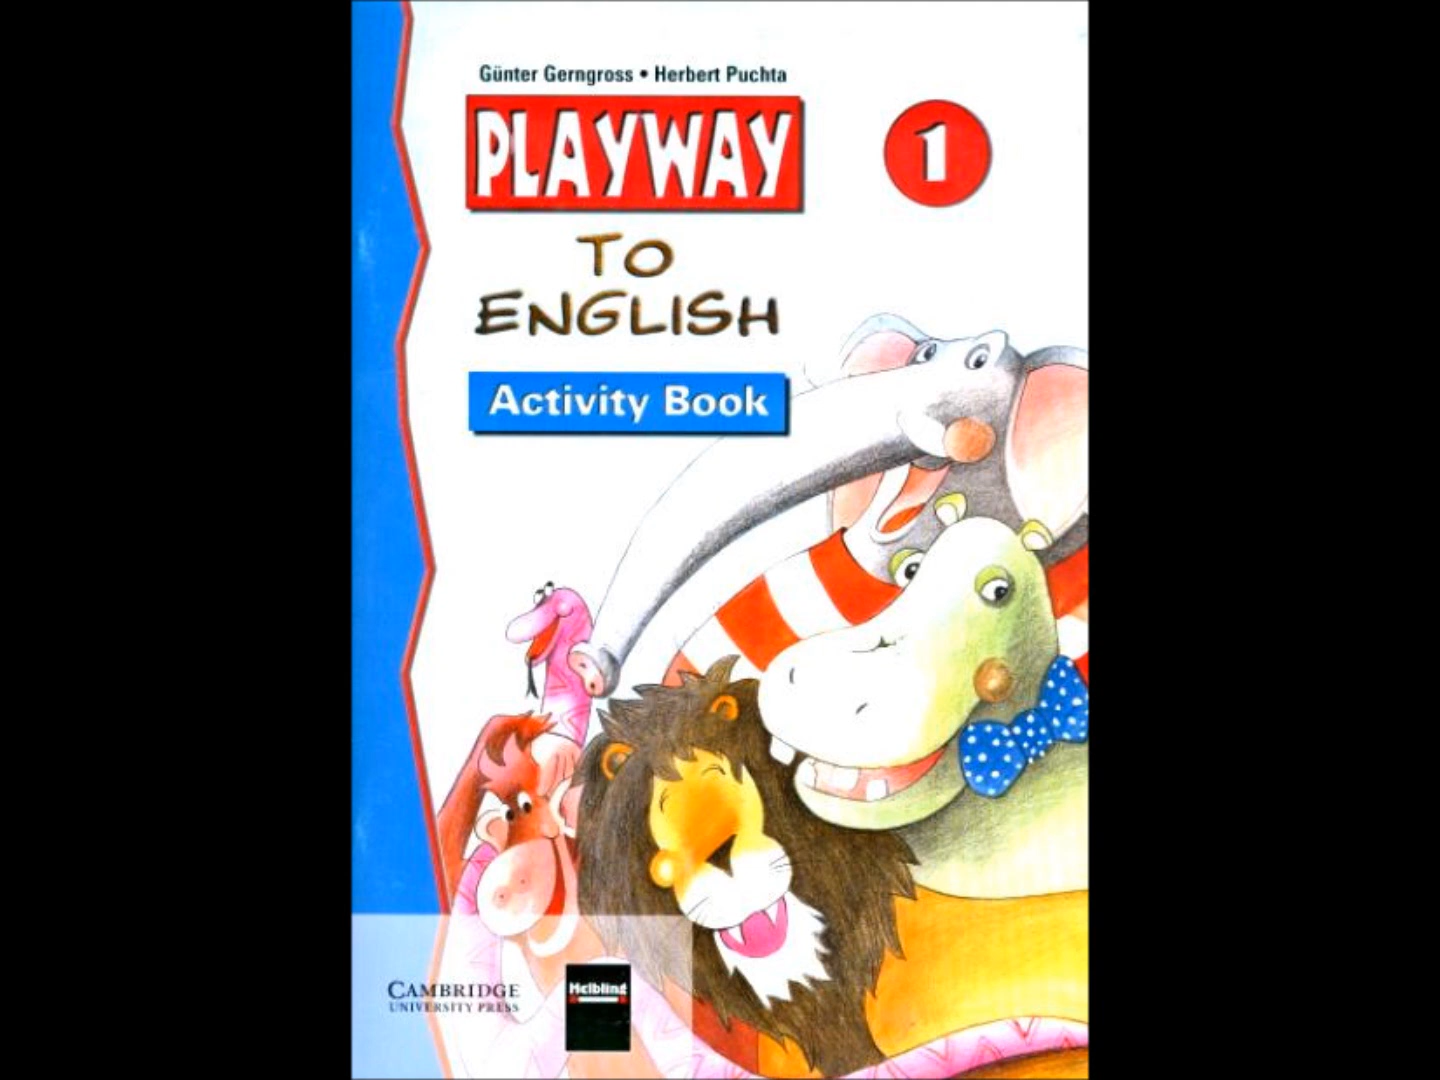 Günter Gerngross • Herbert Puchta
PLAYWAY
1
TO
ENGLISH
Activity Book
CAMBRIDGE
UNIVERSITY PRESS
Helbling